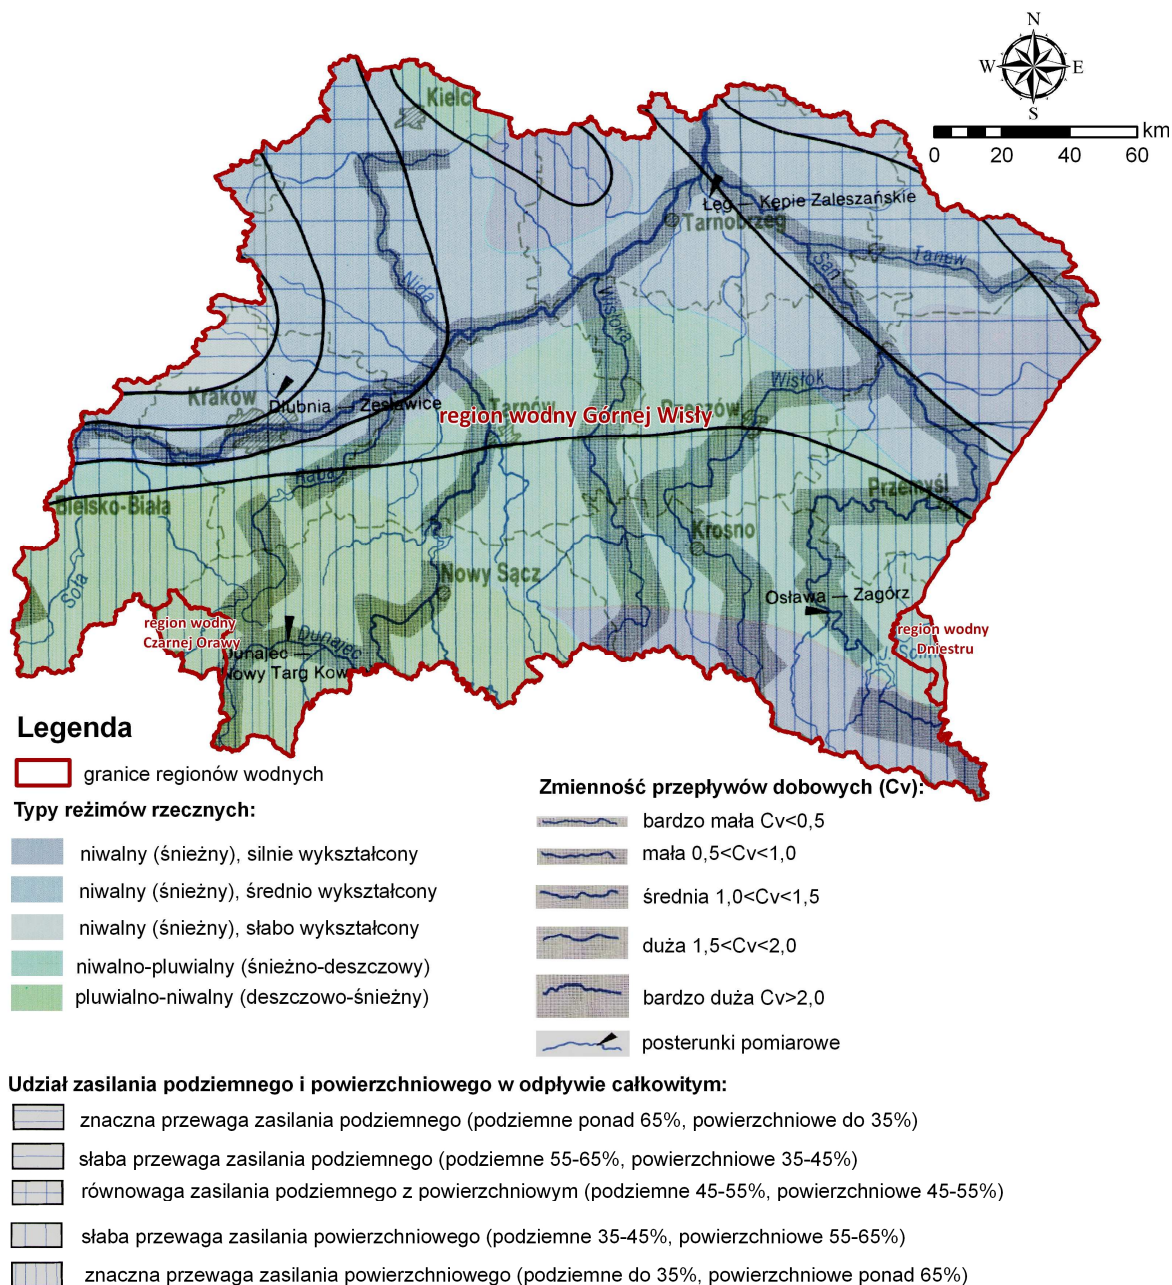 N
W
E
S
km
0
20
40
60
Kielc
Łęg — Kępie Zaleszańskie
Tarnobrzeg
Tanew
San
Nida
Wisłoka
Wisłok
Kraków
Dłubnia — Zesławice
Tarnów
Rzeszów
region wodny Górnej Wisły
Raba
Bielsko-Biała
Przemyśl
Krosno
Nowy Sącz
Soła
Osława — Zagórz
region wodny
Czarnej Orawy
region wodny
Dniestru
Dunajec
Dunajec —
Nowy Targ Kow
Legenda
granice regionów wodnych
Typy reżimów rzecznych:
niwalny (śnieżny), silnie wykształcony
niwalny (śnieżny), średnio wykształcony
niwalny (śnieżny), słabo wykształcony
niwalno-pluwialny (śnieżno-deszczowy)
pluwialno-niwalny (deszczowo-śnieżny)
Zmienność przepływów dobowych (Cv):
bardzo mała Cv<0,5
mała 0,5<Cv<1,0
średnia 1,0<Cv<1,5
duża 1,5<Cv<2,0
bardzo duża Cv>2,0
posterunki pomiarowe
Udział zasilania podziemnego i powierzchniowego w odpływie całkowitym:
znaczna przewaga zasilania podziemnego (podziemne ponad 65%, powierzchniowe do 35%)
słaba przewaga zasilania podziemnego (podziemne 55-65%, powierzchniowe 35-45%)
równowaga zasilania podziemnego z powierzchniowym (podziemne 45-55%, powierzchniowe 45-55%)
słaba przewaga zasilania powierzchniowego (podziemne 35-45%, powierzchniowe 55-65%)
znaczna przewaga zasilania powierzchniowego (podziemne do 35%, powierzchniowe ponad 65%)